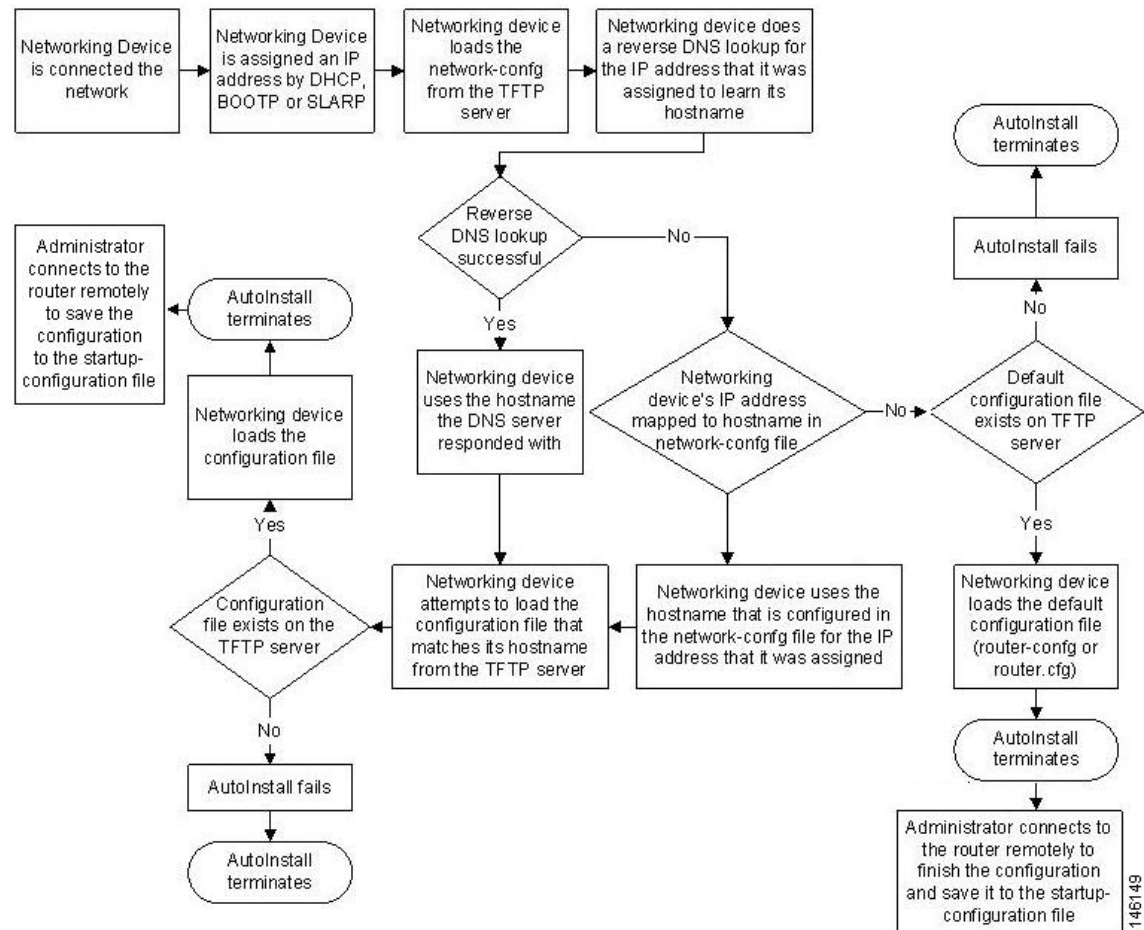 Networking Device
is connected the
network
Networking Device
is assigned an IP
address by DHCP,
BOOTP or SLARP
Networking device
loads the
network-confg
from the TFTP
server
Networking device does
a reverse DNS lookup for
the IP address that it was
assigned to learn its
hostname
AutoInstall
terminates
Reverse
DNS lookup
successful
No
AutoInstall fails
Administrator
connects to the
router remotely
to save the
configuration
to the startup-
configuration file
AutoInstall
terminates
Yes
No
Networking device
loads the
configuration file
Networking device
uses the hostname
the DNS server
responded with
Networking
device's IP address
mapped to hostname in
network-confg file
No
Default
configuration file
exists on TFTP
server
Yes
Yes
Configuration
file exists on the
TFTP server
Networking device
attempts to load the
configuration file that
matches its hostname
from the TFTP server
Networking device uses the
hostname that is configured in
the network-confg file for the IP
address that it was assigned
Networking device
loads the default
configuration file
(router-confg or
router.cfg)
No
AutoInstall fails
AutoInstall
terminates
AutoInstall
terminates
Administrator connects to
the router remotely to
finish the configuration
and save it to the startup-
configuration file
146149